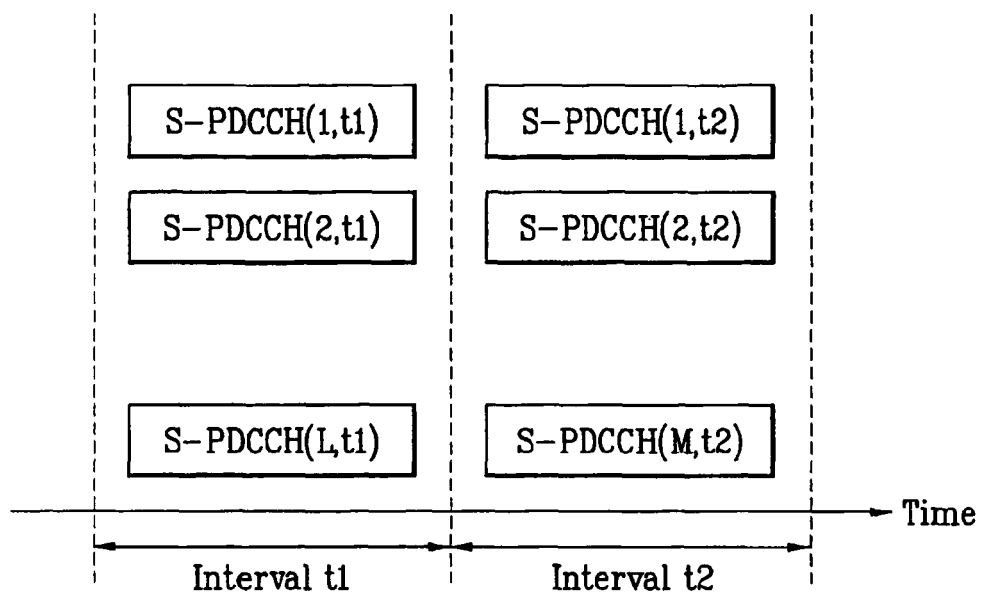 S-PDCCH(1,t1) S-PDCCH(1,t2)
S-PDCCH(2,t1) S-PDCCH(2,t2)
S-PDCCH(L,t1) S-PDCCH(M,t2)
Time
Interval t1 Interval t2